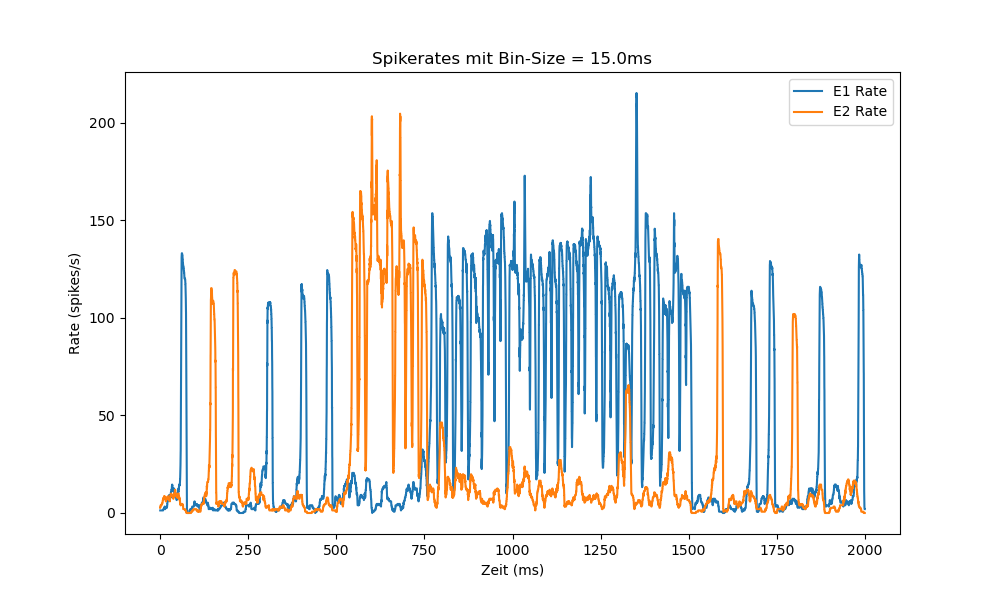 Spikerates mit Bin-Size = 15.0ms
E1 Rate
E2 Rate
Rate (spikes/s)
200
150
100
50
0
0 250 500 750 1000 1250 1500 1750 2000
Zeit (ms)